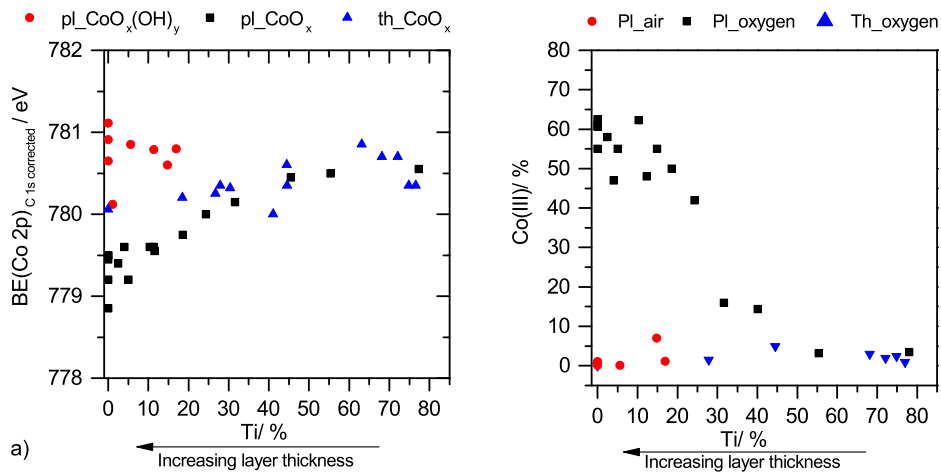 pl_CoOx(OH)y pl_CoOx th_CoOx
782
781
780
779
778
BE(Co 2p)C 1s corrected / eV
0 10 20 30 40 50 60 70 80
Ti/ %
Increasing layer thickness
a)
Pl_air Pl_oxygen Th_oxygen
80
70
60
50
40
30
20
10
0
Co(III)/ %
0 10 20 30 40 50 60 70 80
Ti/ %
Increasing layer thickness